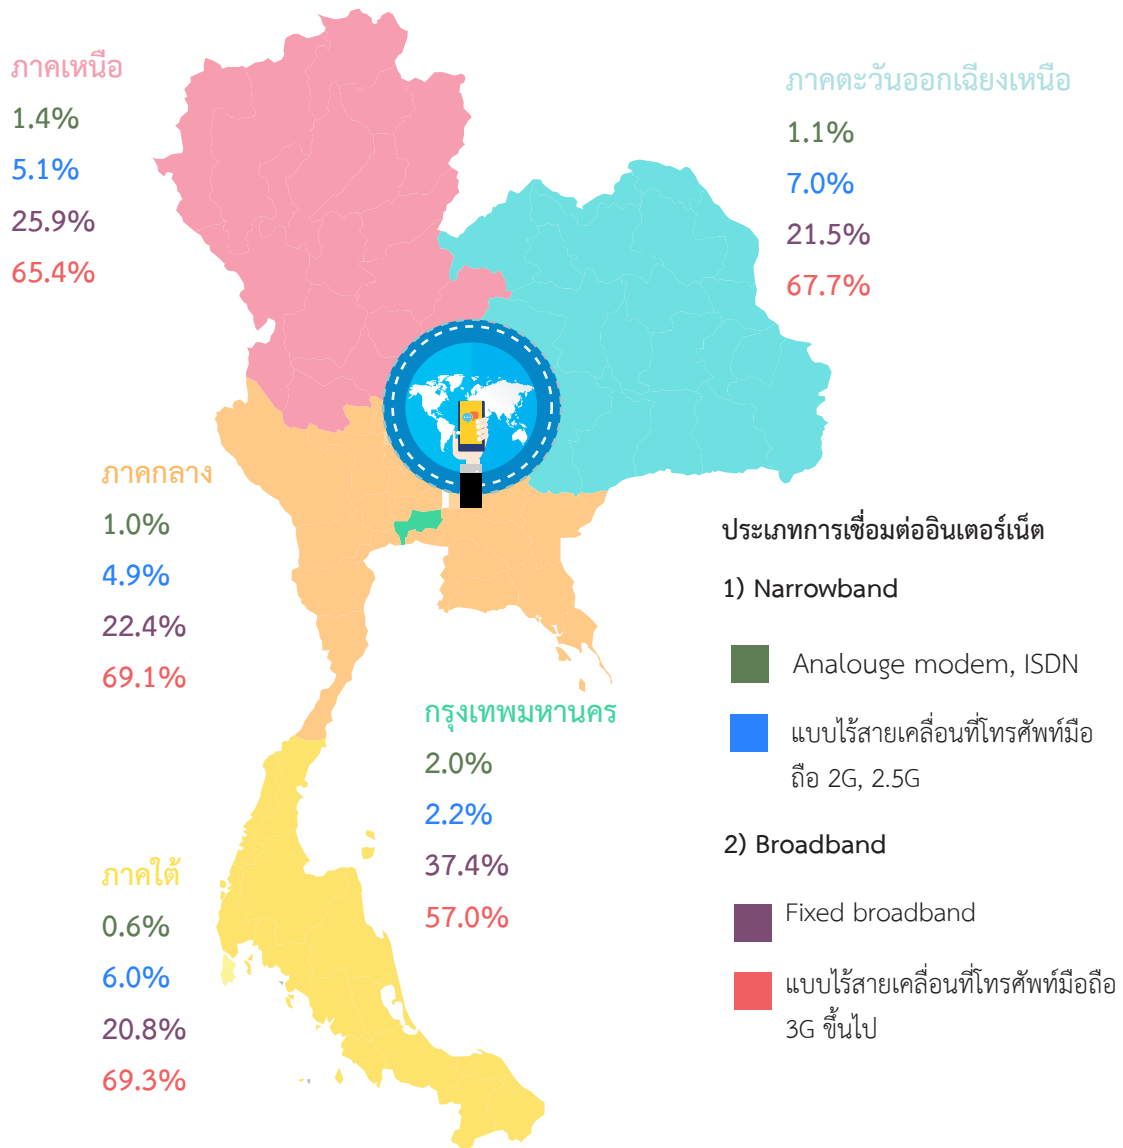 ภาคเหนือ
1.4%
5.1%
25.9%
65.4%
ภาคตะวันออกเฉียงเหนือ
1.1%
7.0%
21.5%
67.7%
ภาคกลาง
1.0%
4.9%
22.4%
69.1%
กรุงเทพมหานคร
2.0%
2.2%
37.4%
57.0%
ภาคใต้
0.6%
6.0%
20.8%
69.3%
ประเภทการเชื่อมต่ออินเตอร์เน็ต
1) Narrowband
Analouge modem, ISDN
แบบไร้สายเคลื่อนที่โทรศัพท์มือ
ถือ 2G, 2.5G
2) Broadband
Fixed broadband
แบบไร้สายเคลื่อนที่โทรศัพท์มือถือ
3G ขึ้นไป